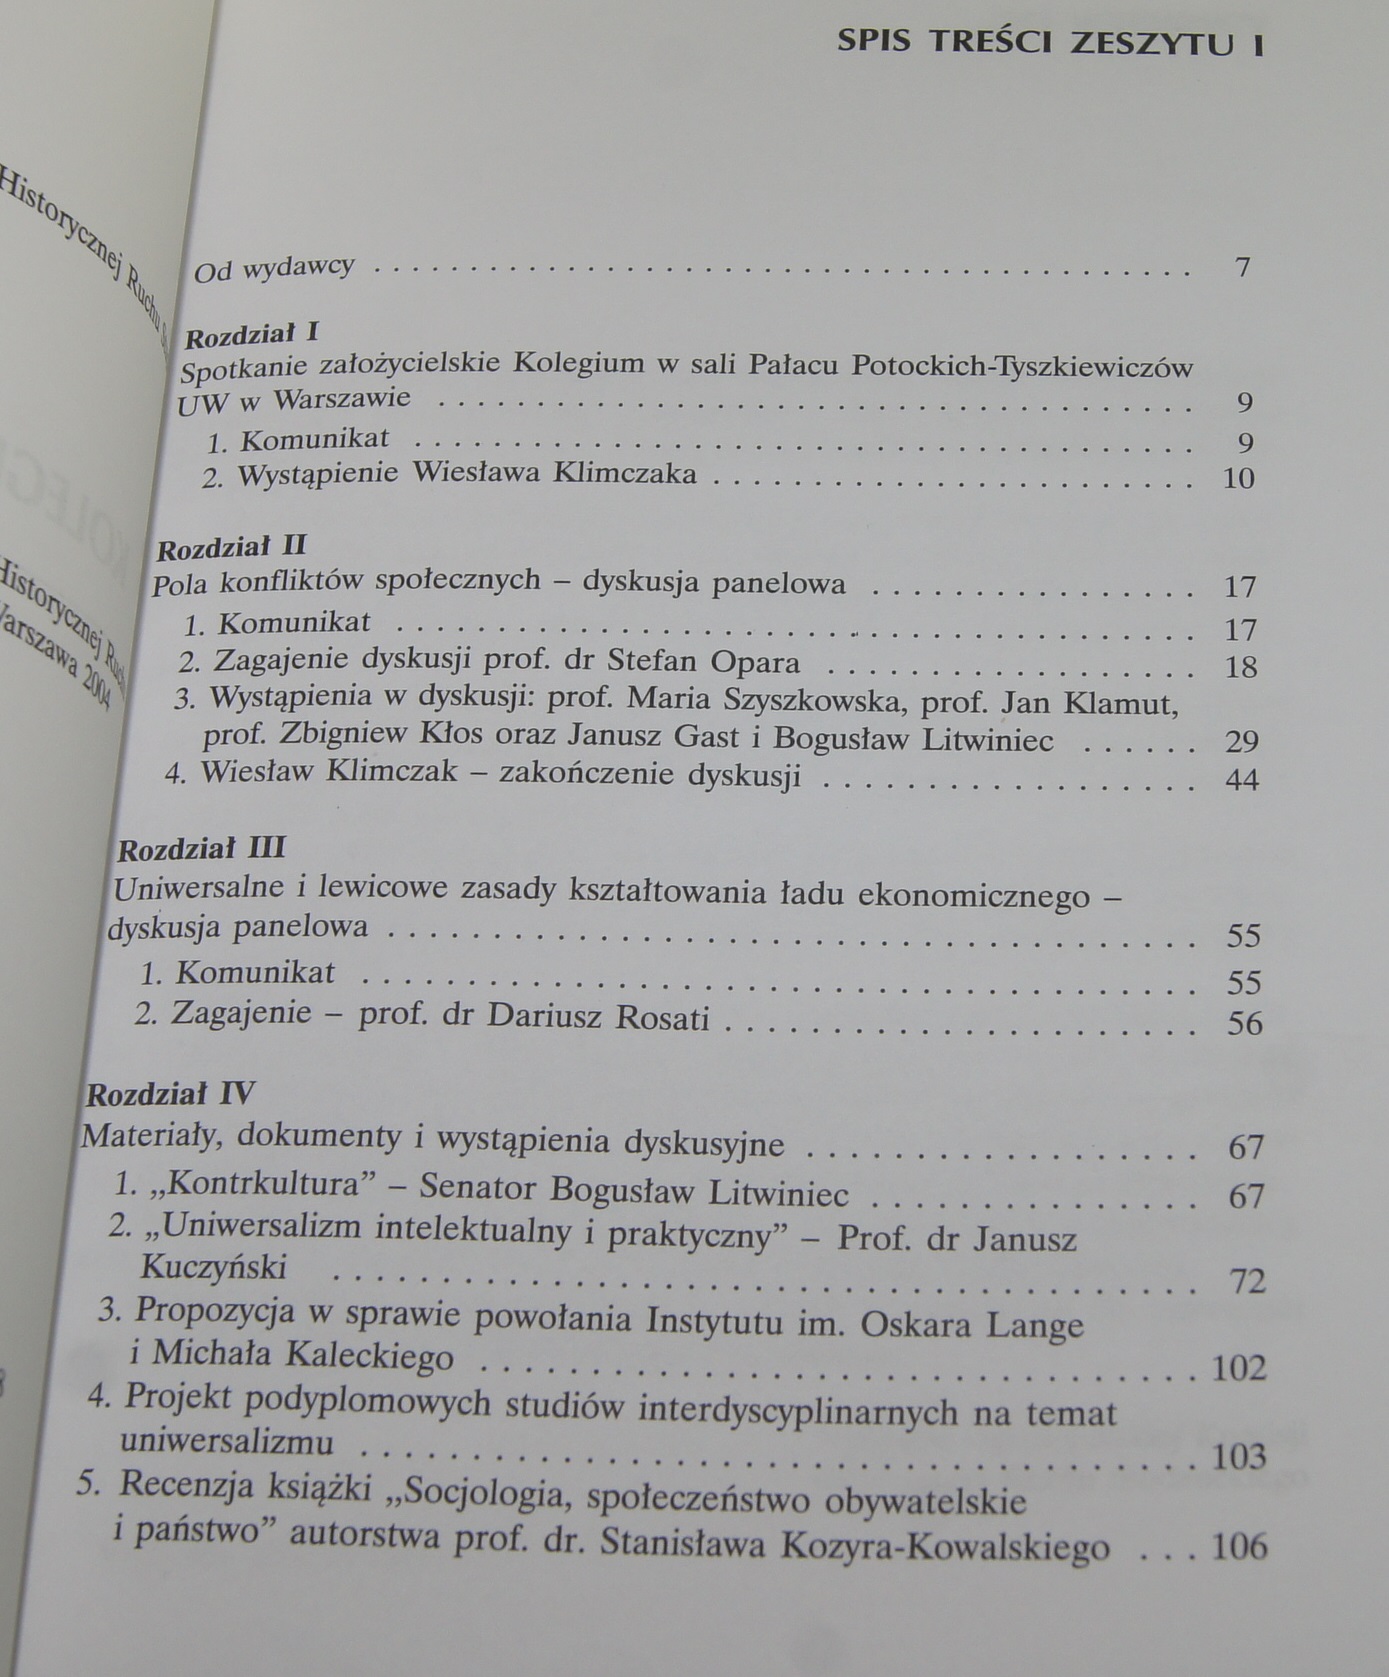 Historycznej Ruchu
Historycznej
Warszawa 2004
SPIS TREŚCI ZESZYTU I
Od wydawcy . . . . . . . . . . . . . . . . . . . . . . . . . . . . . . . . . . . . . . . . . 7
Rozdział I
Spotkanie założycielskie Kolegium w sali Pałacu Potockich-Tyszkiewiczów
UW w Warszawie . . . . . . . . . . . . . . . . . . . . . . . . . . . . . . . . . . . . . . 9
1. Komunikat . . . . . . . . . . . . . . . . . . . . . . . . . . . . . . . . . . . . . . . 9
2. Wystąpienie Wiesława Klimczaka . . . . . . . . . . . . . . . . . . . . . . . . 10
Rozdział II
Pola konfliktów społecznych – dyskusja panelowa . . . . . . . . . . . . . . . . 17
1. Komunikat . . . . . . . . . . . . . . . . . . . . . . . . . . . . . . . . . . . . . . . 17
2. Zagajenie dyskusji prof. dr Stefan Opara . . . . . . . . . . . . . . . . . . 18
3. Wystąpienia w dyskusji: prof. Maria Szyszkowska, prof. Jan Klamut,
prof. Zbigniew Kłos oraz Janusz Gast i Bogusław Litwiniec . . . . . . 29
4. Wiesław Klimczak – zakończenie dyskusji . . . . . . . . . . . . . . . . . . 44
Rozdział III
Uniwersalne i lewicowe zasady kształtowania ładu ekonomicznego –
dyskusja panelowa . . . . . . . . . . . . . . . . . . . . . . . . . . . . . . . . . . . . . 55
1. Komunikat . . . . . . . . . . . . . . . . . . . . . . . . . . . . . . . . . . . . . . 55
2. Zagajenie – prof. dr Dariusz Rosati . . . . . . . . . . . . . . . . . . . . . . 56
Rozdział IV
Materiały, dokumenty i wystąpienia dyskusyjne . . . . . . . . . . . . . . . . . . 67
1. „Kontrkultura” – Senator Bogusław Litwiniec . . . . . . . . . . . . . . . 67
2. „Uniwersalizm intelektualny i praktyczny” – Prof. dr Janusz
Kuczyński . . . . . . . . . . . . . . . . . . . . . . . . . . . . . . . . . . . . . . . 72
3. Propozycja w sprawie powołania Instytutu im. Oskara Lange
i Michała Kaleckiego . . . . . . . . . . . . . . . . . . . . . . . . . . . . . . . . 102
4. Projekt podyplomowych studiów interdyscyplinarnych na temat
uniwersalizmu . . . . . . . . . . . . . . . . . . . . . . . . . . . . . . . . . . . . . 103
5. Recenzja książki „Socjologia, społeczeństwo obywatelskie
i państwo” autorstwa prof. dr. Stanisława Kozyra-Kowalskiego . . . 106